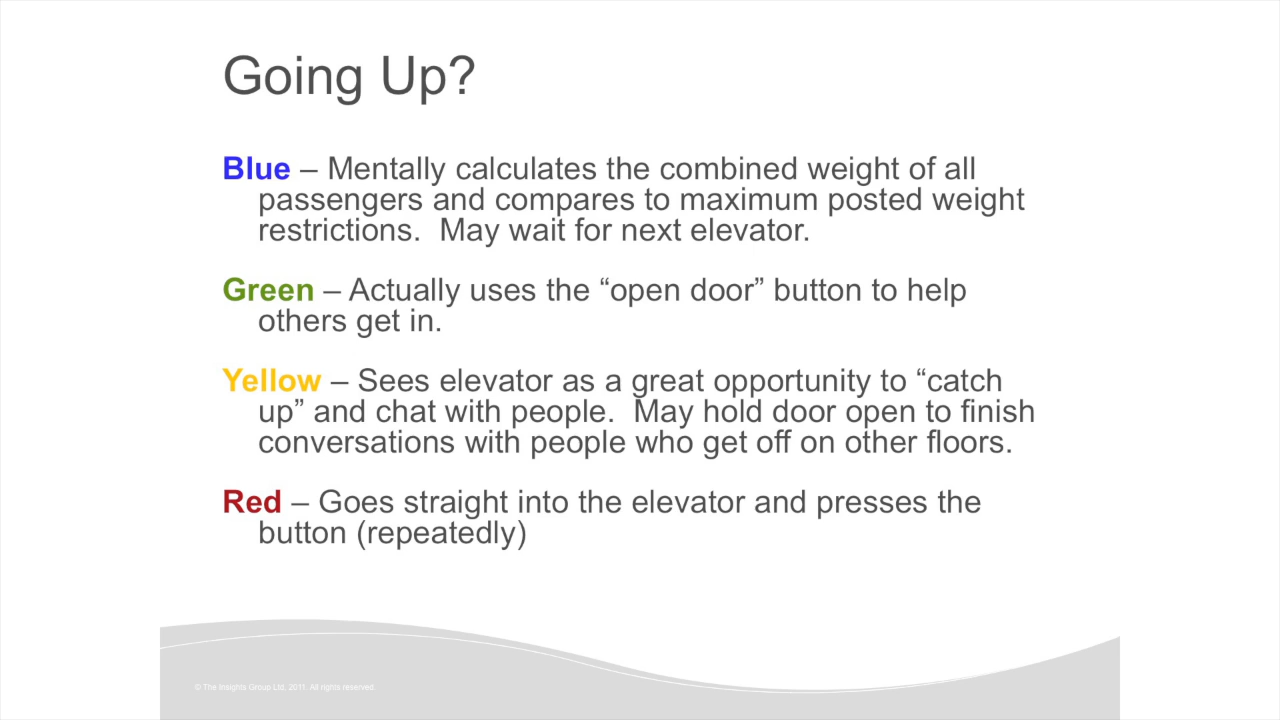 Going Up?
Blue – Mentally calculates the combined weight of all
passengers and compares to maximum posted weight
restrictions.  May wait for next elevator.
Green – Actually uses the “open door” button to help
others get in.
Yellow – Sees elevator as a great opportunity to “catch
up” and chat with people.  May hold door open to finish
conversations with people who get off on other floors.
Red – Goes straight into the elevator and presses the
button (repeatedly)
© The Insights Group Ltd, 2011. All rights reserved.